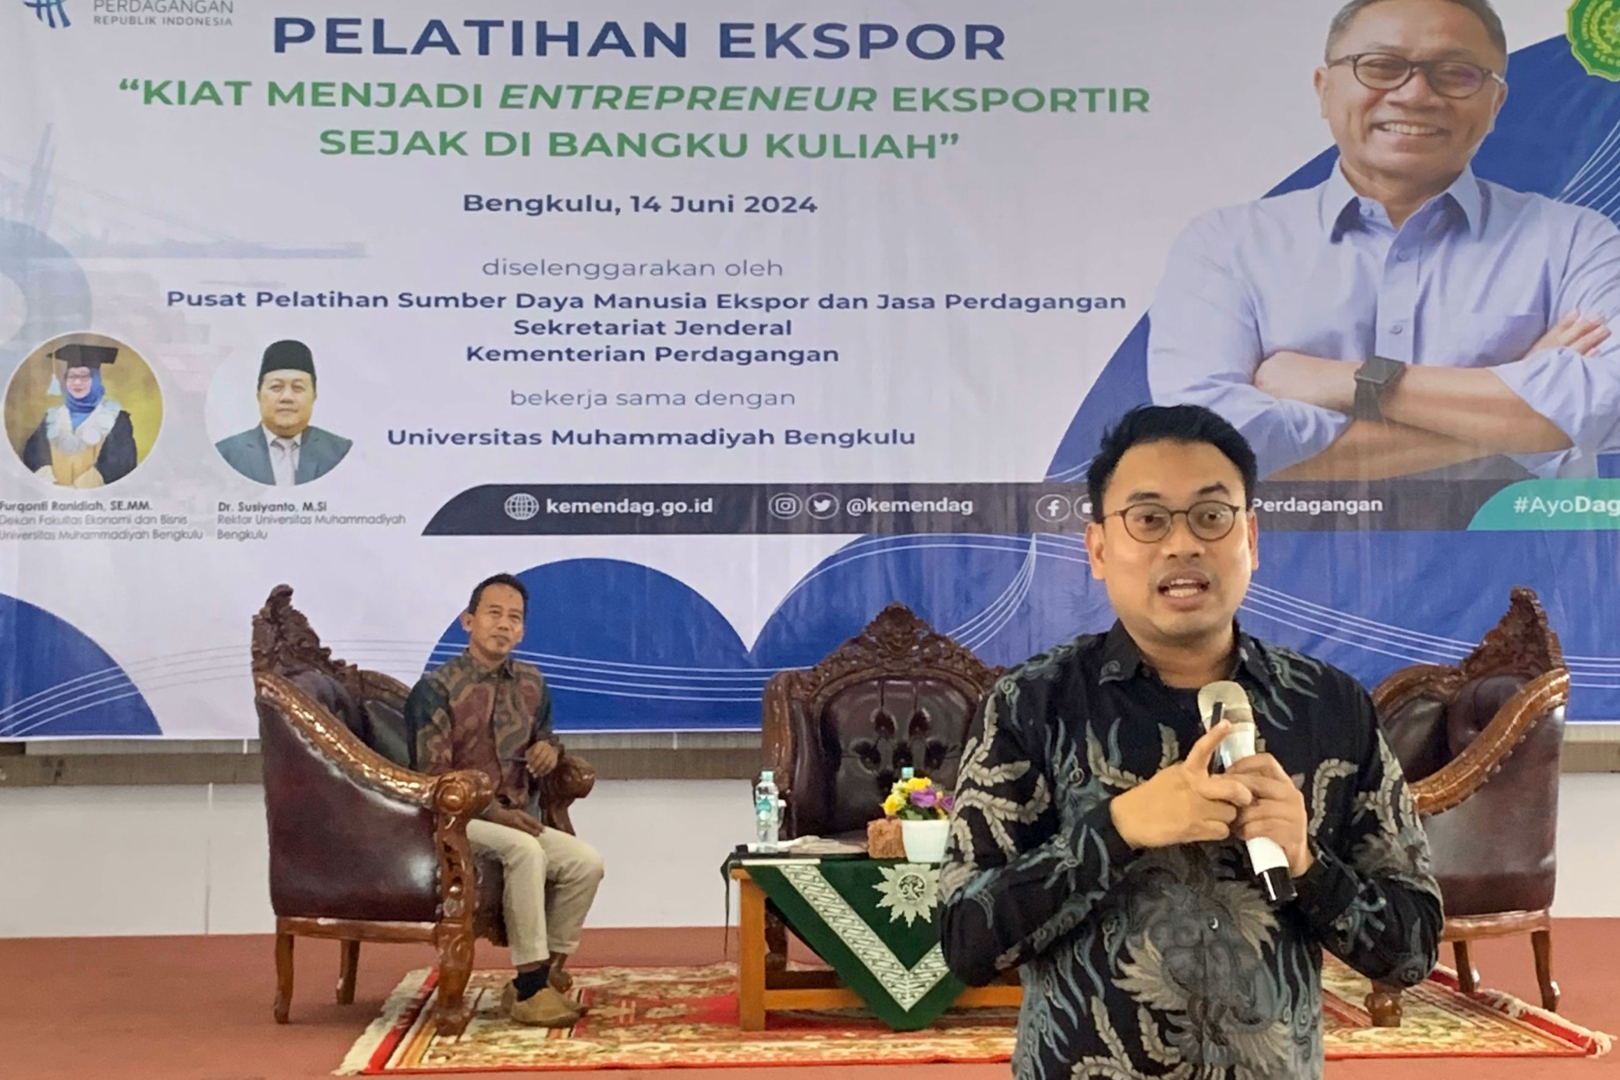 PERDAGANGAN
REPUBLIK INDONESIA
PELATIHAN EKSPOR
“KIAT MENJADI ENTREPRENEUR EKSPORTIR
SEJAK DI BANGKU KULIAH”
Bengkulu, 14 Juni 2024
diselenggarakan oleh
Pusat Pelatihan Sumber Daya Manusia Ekspor dan Jasa Perdagangan
Sekretariat Jenderal
Kementerian Perdagangan
bekerja sama dengan
Universitas Muhammadiyah Bengkulu
Furqonti Ranidiah, SE.MM.
Dekan Fakultas Ekonomi dan Bisnis
Universitas Muhammadiyah Bengkulu
Dr. Susiyanto, M.Si
Rektor Universitas Muhammadiyah
Bengkulu
kemendag.go.id @kemendag Perdagangan #AyoDag